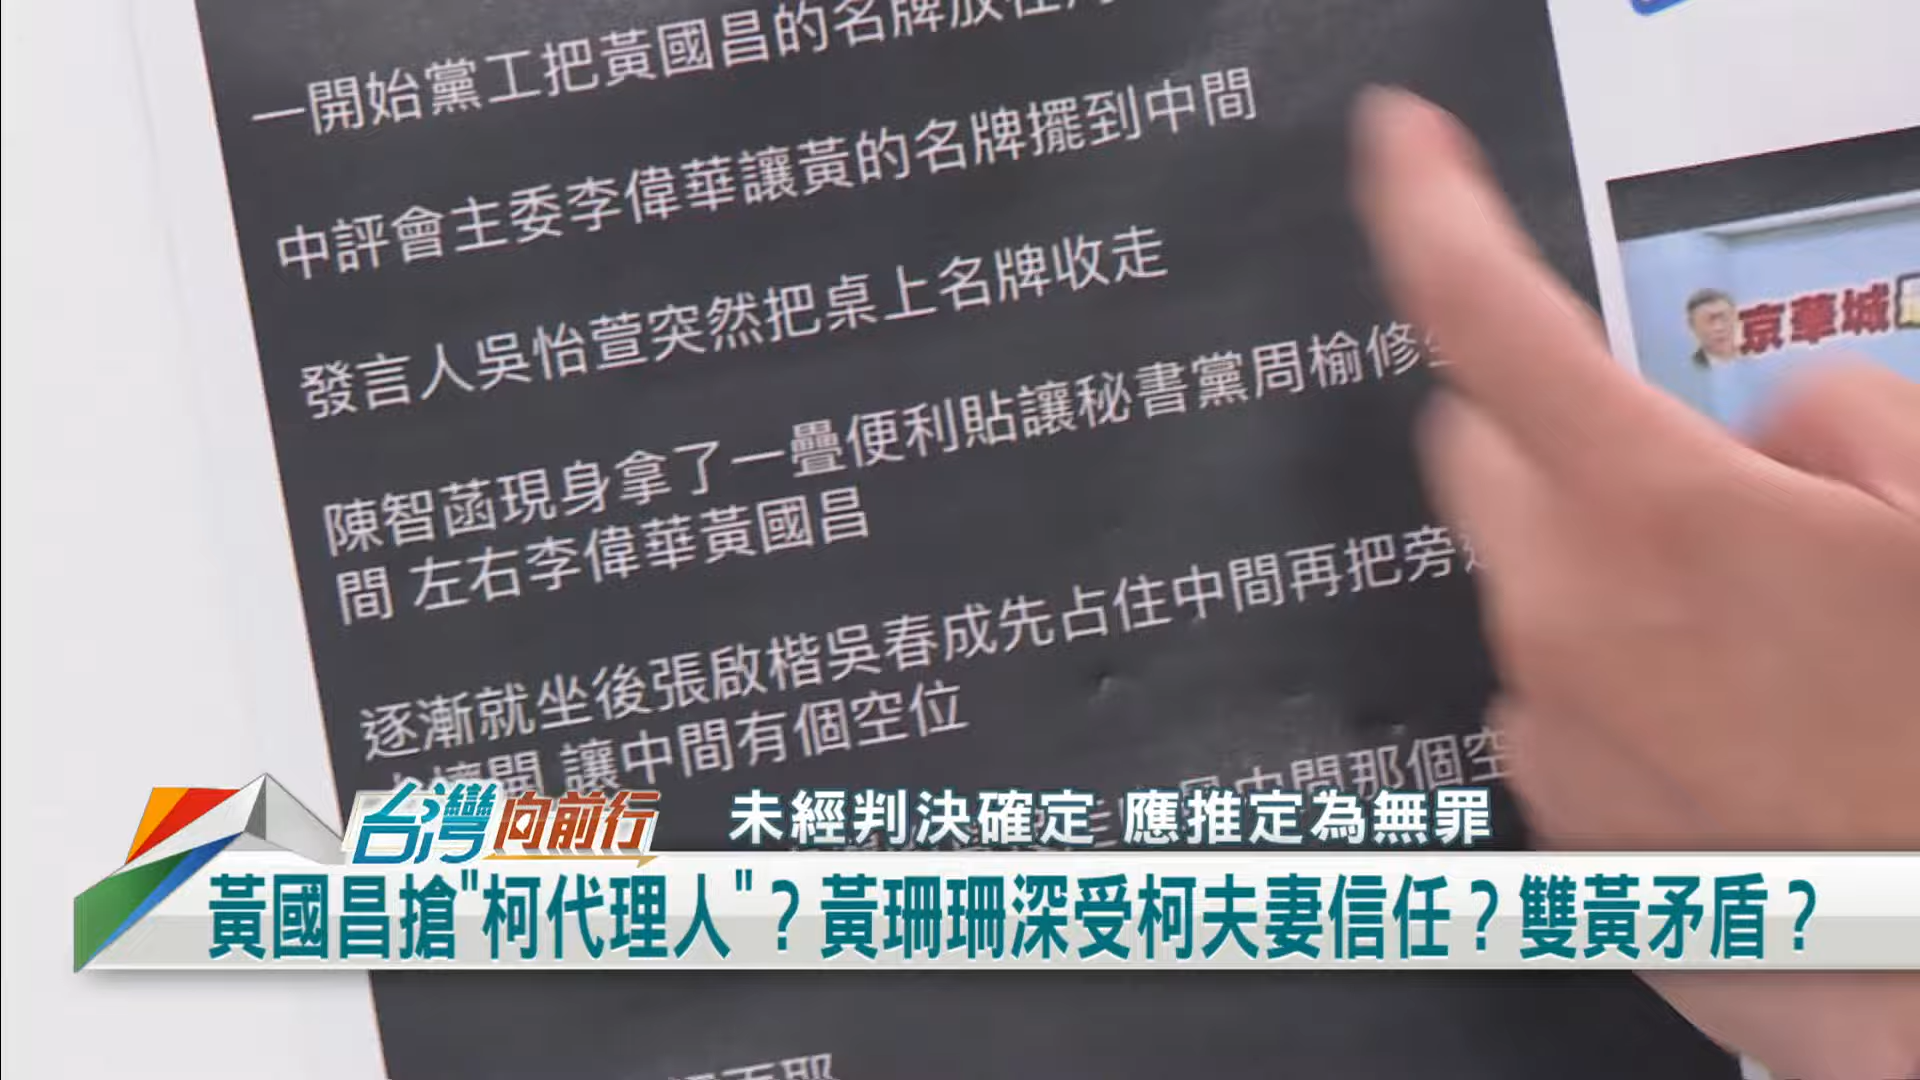 一開始黨工把黃國昌的名牌放在
中評會主委李偉華讓黃的名牌擺到中間
發言人吳怡萱突然把桌上名牌收走
陳智菡現身拿了一疊便利貼讓秘書黨周榆修
間 左右李偉華黃國昌
逐漸就坐後張啟楷吳春成先占住中間再把旁
讓中間有個空位
中間那個空
京華城
台灣向前行
未經判決確定 應推定為無罪
黃國昌搶"柯代理人"？黃珊珊深受柯夫妻信任？雙黃矛盾？